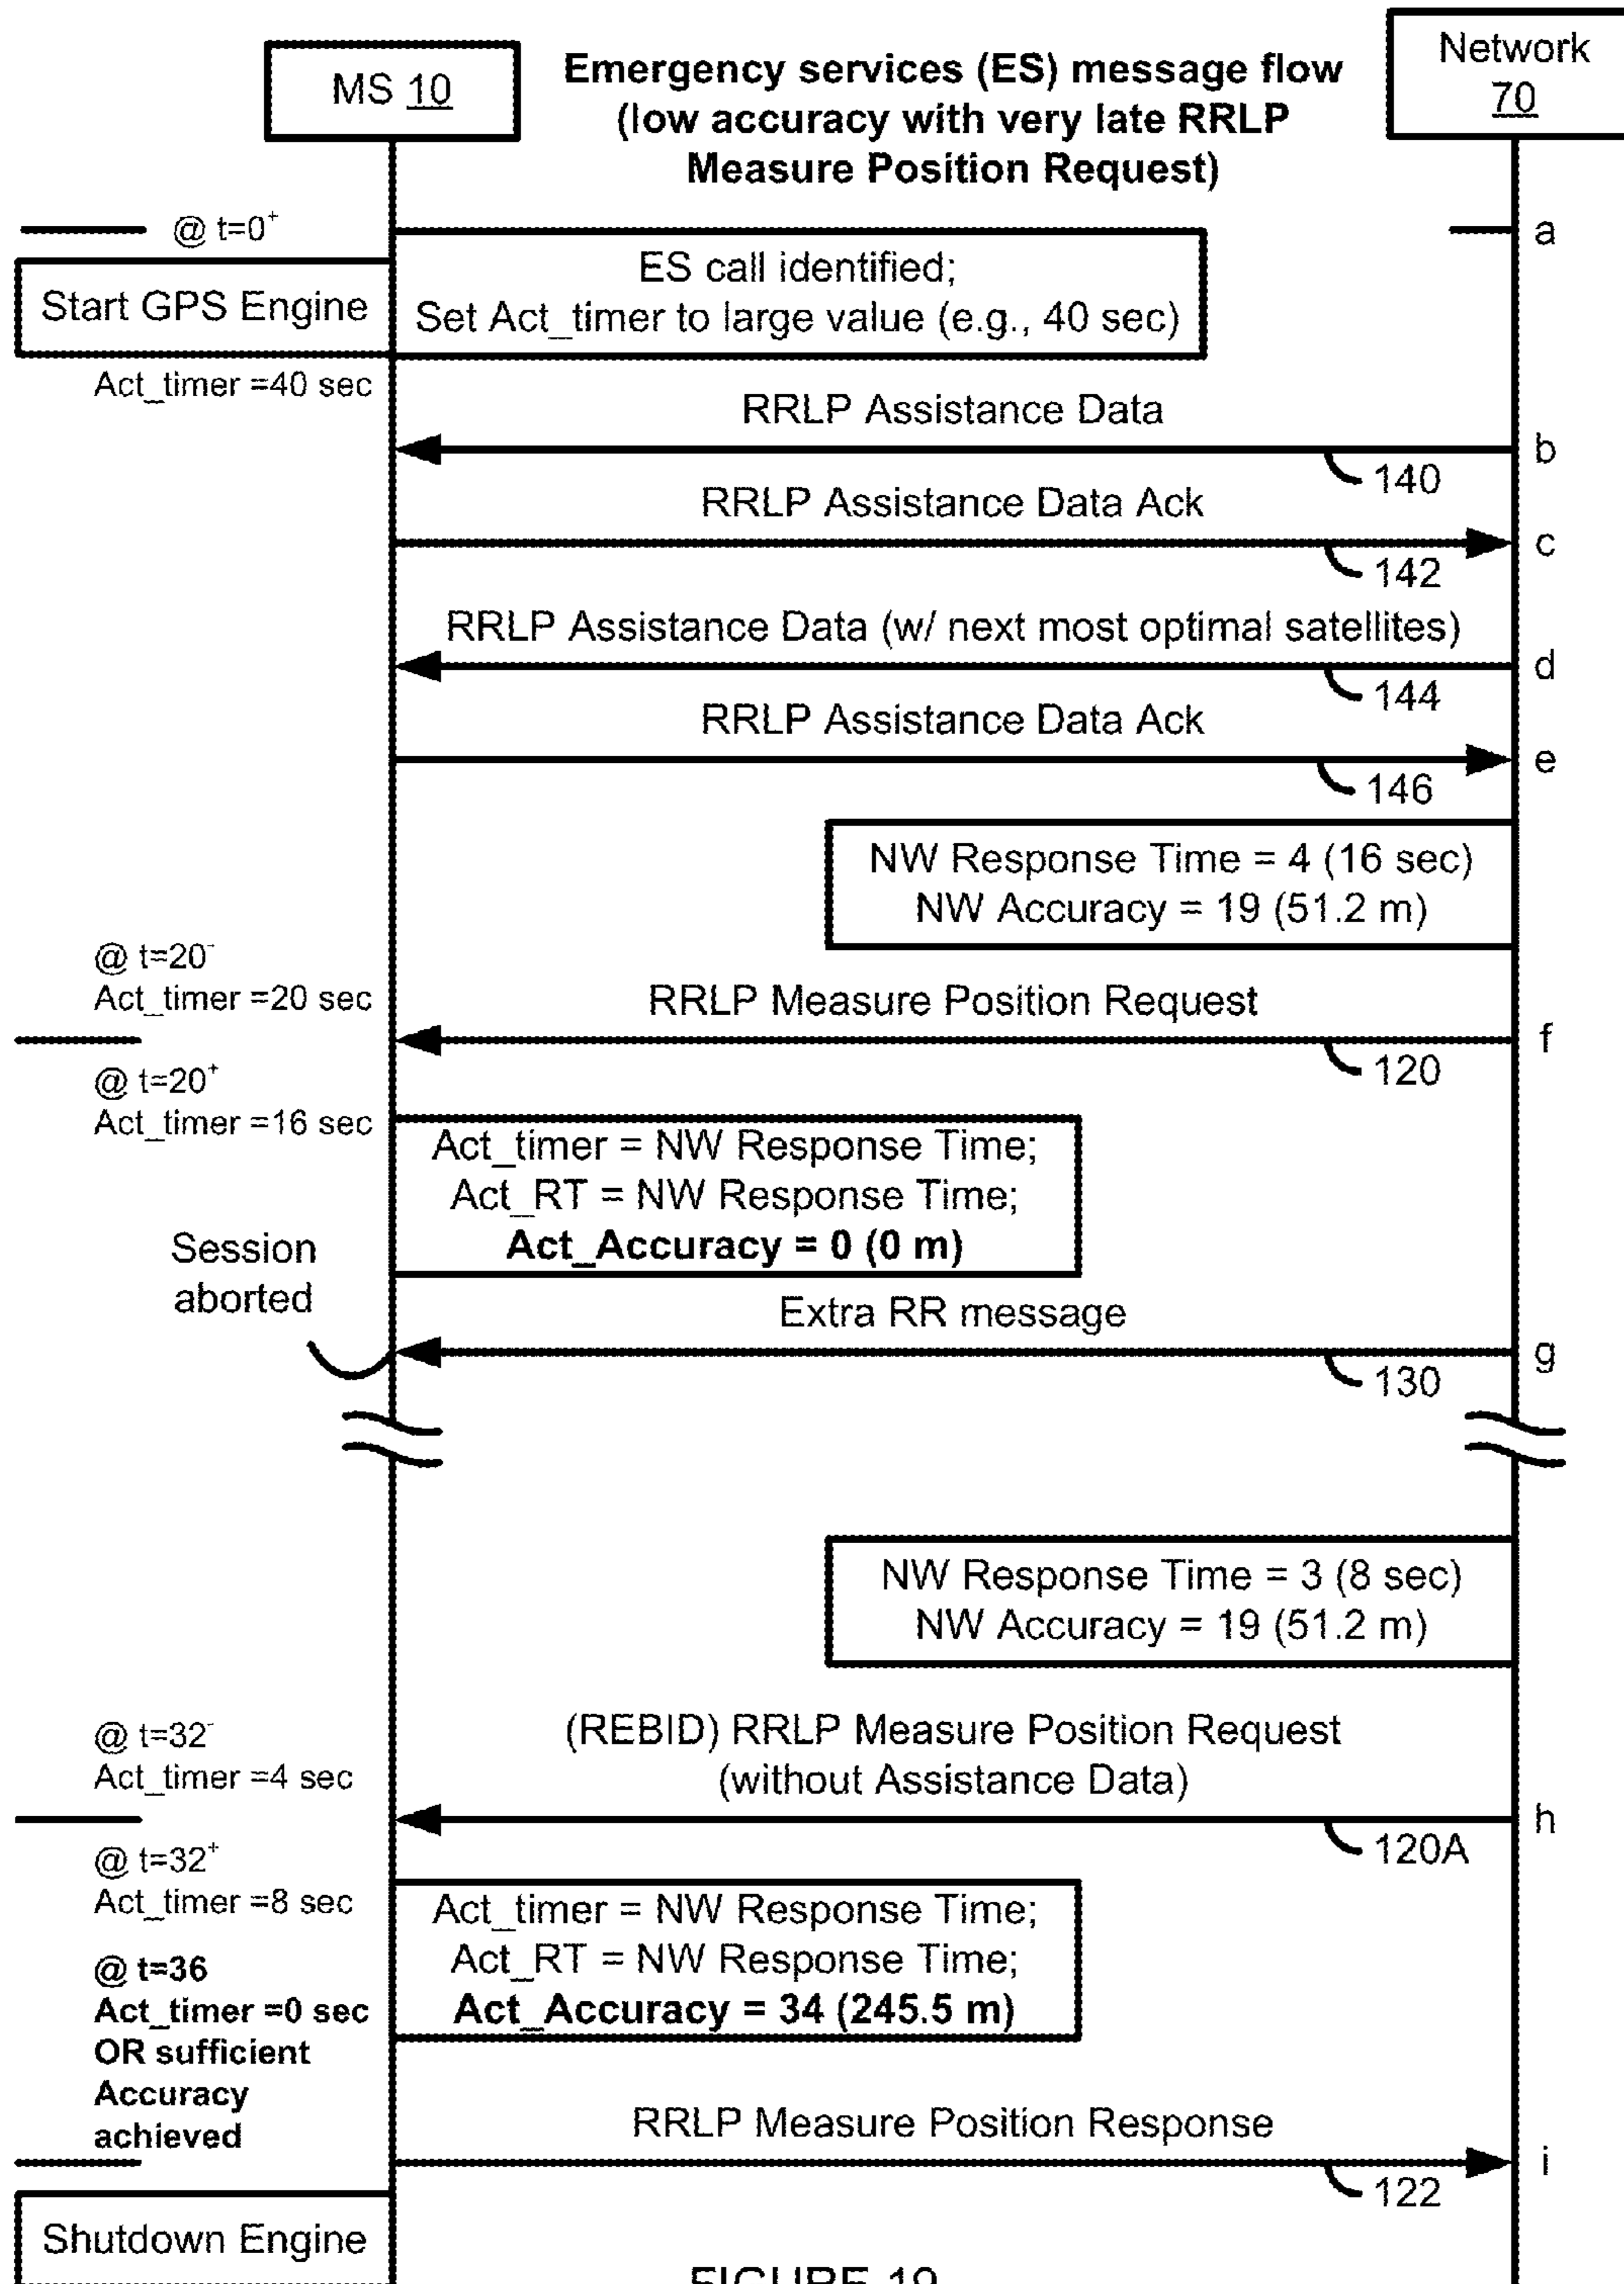 MS 10
Emergency services (ES) message flow
(low accuracy with very late RRLP
Measure Position Request)
Network
70
@ t=0+
a
Start GPS Engine
ES call identified;
Set Act_timer to large value (e.g., 40 sec)
Act_timer =40 sec
RRLP Assistance Data
b
140
RRLP Assistance Data Ack
c
142
RRLP Assistance Data (w/ next most optimal satellites)
d
144
RRLP Assistance Data Ack
e
146
NW Response Time = 4 (16 sec)
NW Accuracy = 19 (51.2 m)
@ t=20-
Act_timer =20 sec
RRLP Measure Position Request
f
120
@ t=20+
Act_timer =16 sec
Act_timer = NW Response Time;
Act_RT = NW Response Time;
Act_Accuracy = 0 (0 m)
Session
aborted
Extra RR message
g
130
NW Response Time = 3 (8 sec)
NW Accuracy = 19 (51.2 m)
@ t=32-
Act_timer =4 sec
(REBID) RRLP Measure Position Request
(without Assistance Data)
h
120A
@ t=32+
Act_timer =8 sec
Act_timer = NW Response Time;
Act_RT = NW Response Time;
Act_Accuracy = 34 (245.5 m)
@ t=36
Act_timer =0 sec
OR sufficient
Accuracy
achieved
RRLP Measure Position Response
i
122
Shutdown Engine
FIGURE 19